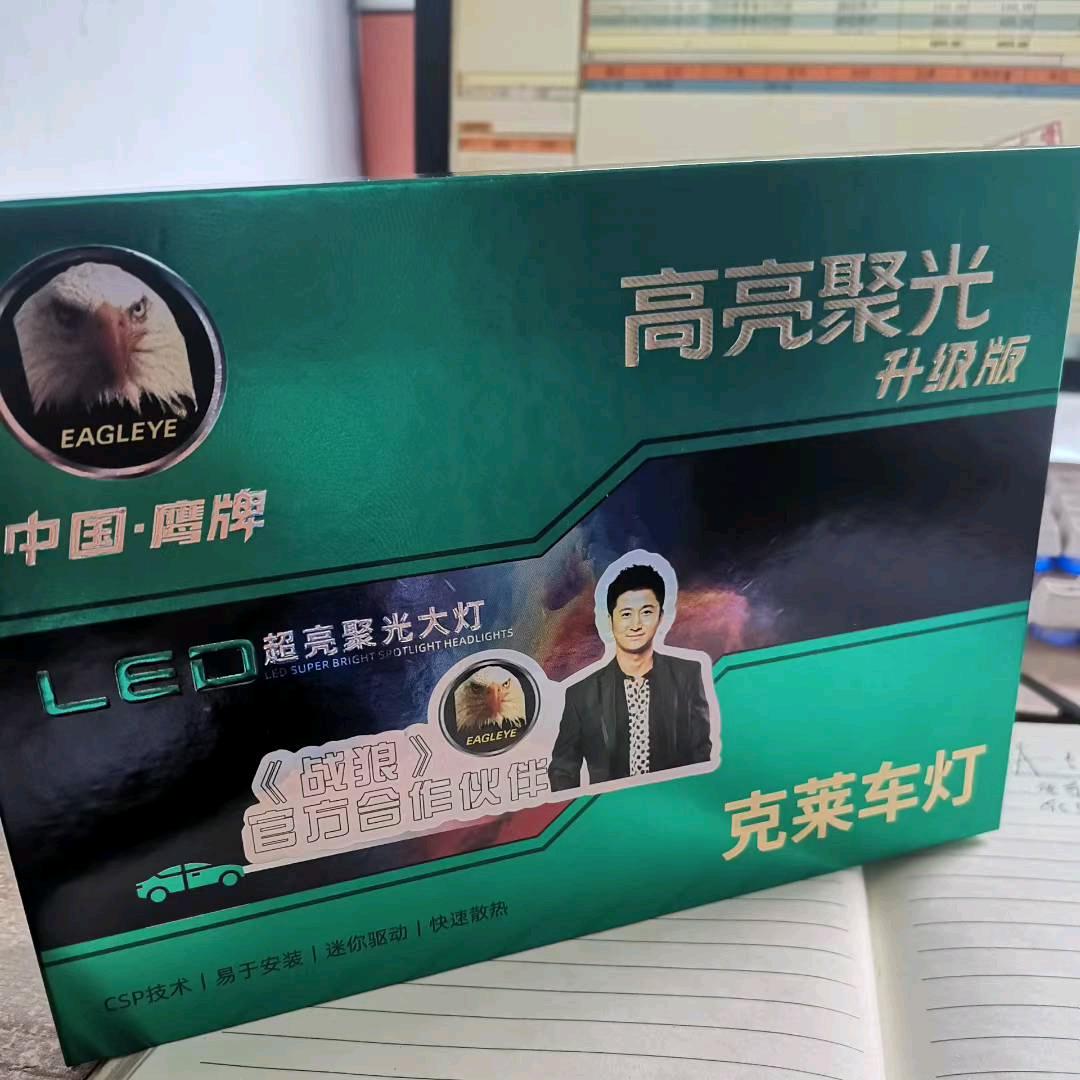 高亮聚光
升级版
EAGLEYE
中国·鹰牌
LED
超亮聚光大灯
LED SUPER BRIGHT SPOTLIGHT HEADLIGHTS
EAGLEYE
《战狼》
官方合作伙伴
克莱车灯
CSP技术 | 易于安装 | 迷你驱动 | 快速散热